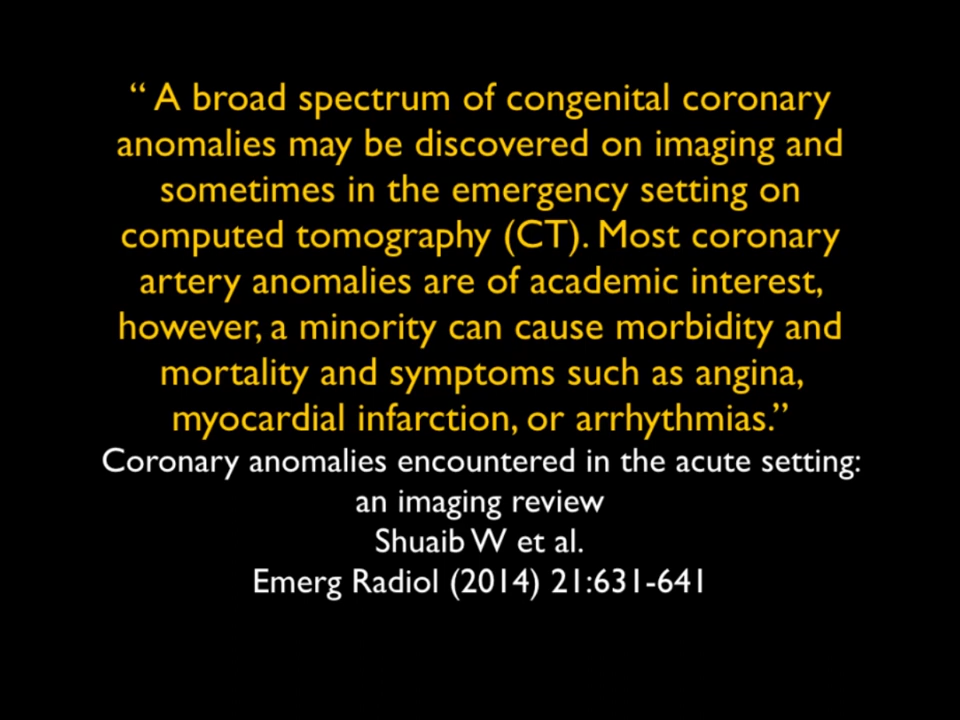 “ A broad spectrum of congenital coronary
anomalies may be discovered on imaging and
sometimes in the emergency setting on
computed tomography (CT). Most coronary
artery anomalies are of academic interest,
however, a minority can cause morbidity and
mortality and symptoms such as angina,
myocardial infarction, or arrhythmias.”
Coronary anomalies encountered in the acute setting:
an imaging review
Shuaib W et al.
Emerg Radiol (2014) 21:631-641